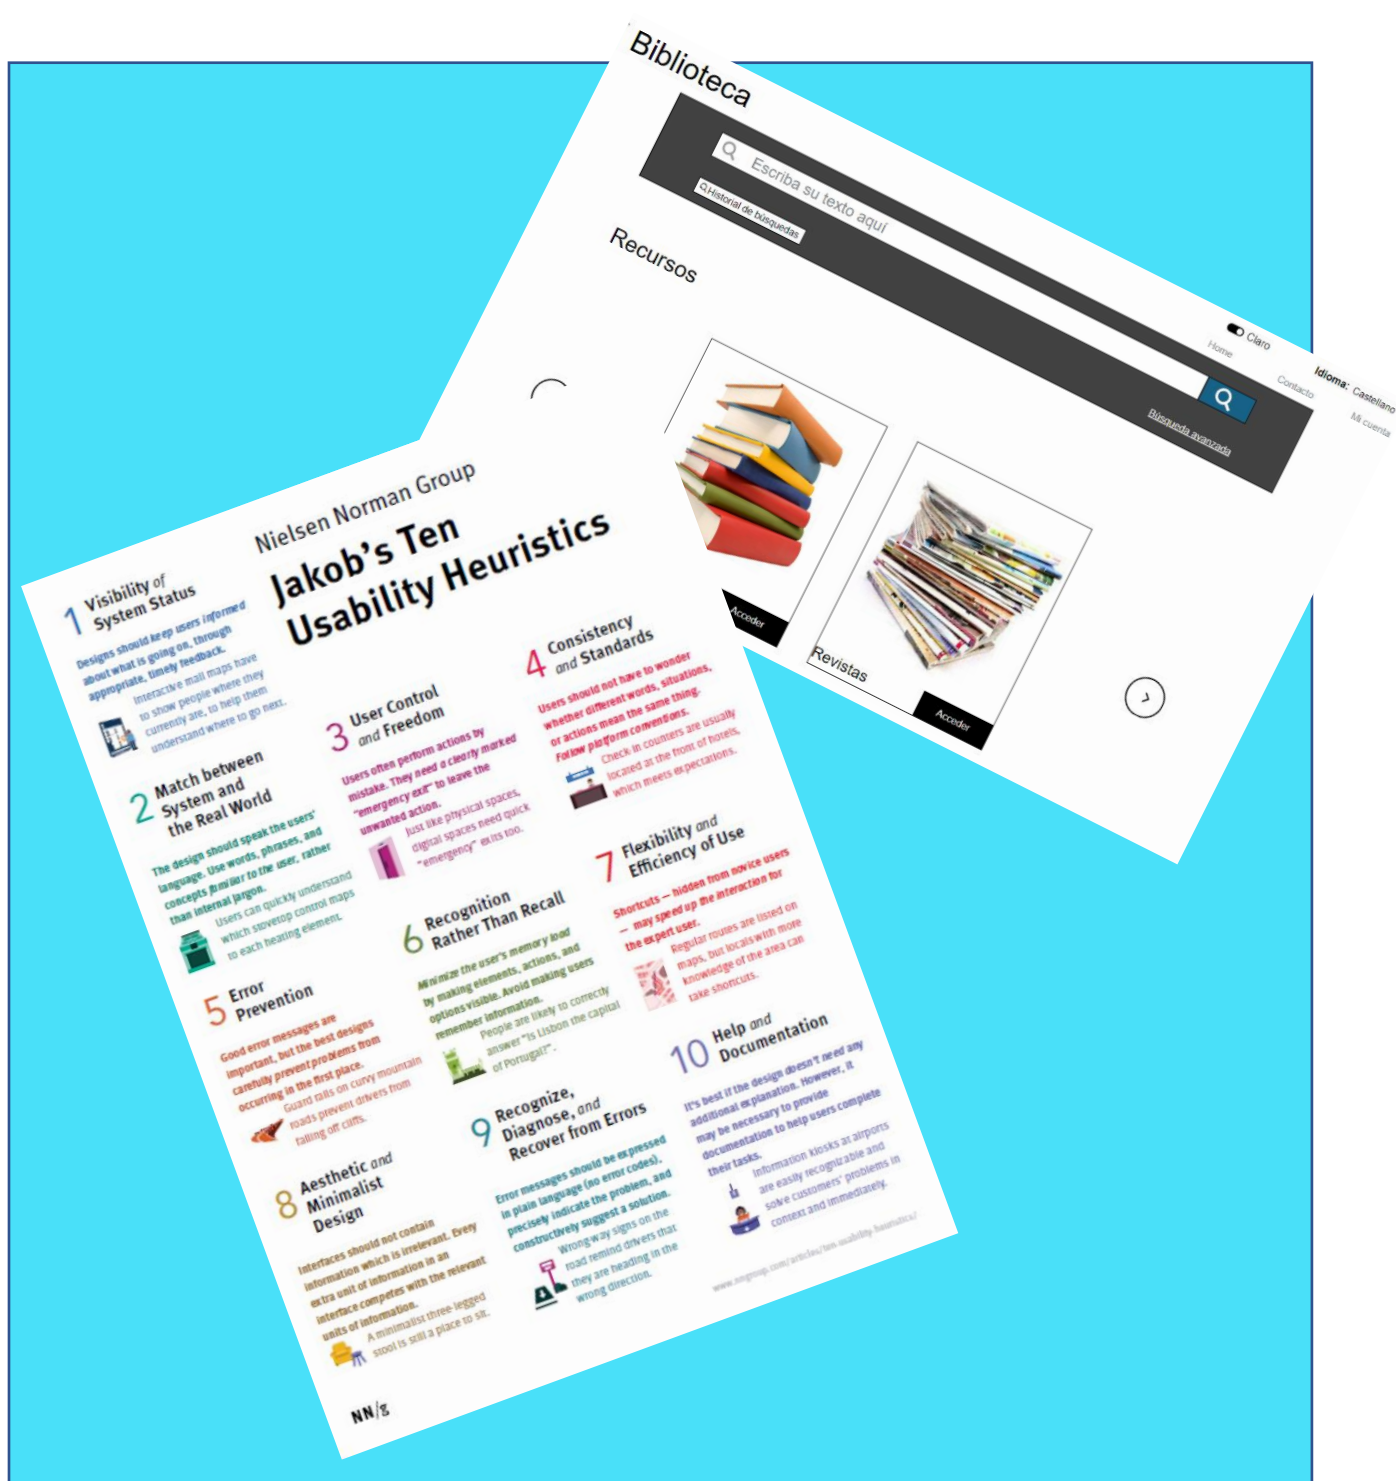 Biblioteca
Escriba su texto aquí
Historial de búsquedas
Claro
Idioma: Castellano
Home
Contacto
Mi cuenta
Búsqueda avanzada
Recursos
Acceder
Revistas
Acceder
Nielsen Norman Group
Jakob's Ten
Usability Heuristics
1 Visibility of
System Status
Designs should keep users informed
about what is going on, through
appropriate, timely feedback.
Interactive mall maps have
to show people where they
currently are, to help them
understand where to go next.
2 Match between
System and
the Real World
The design should speak the users'
language. Use words, phrases, and
concepts familiar to the user, rather
than internal jargon.
Users can quickly understand
which stovetop control maps
to each heating element.
3 User Control
and Freedom
Users often perform actions by
mistake. They need a clearly marked
"emergency exit" to leave the
unwanted action.
Just like physical spaces,
digital spaces need quick
"emergency" exits too.
4 Consistency
and Standards
Users should not have to wonder
whether different words, situations,
or actions mean the same thing.
Follow platform conventions.
Check-in counters are usually
located at the front of hotels,
which meets expectations.
5 Error
Prevention
Good error messages are
important, but the best designs
carefully prevent problems from
occurring in the first place.
Guard rails on curvy mountain
roads prevent drivers from
falling off cliffs.
6 Recognition
Rather Than Recall
Minimize the user's memory load
by making elements, actions, and
options visible. Avoid making users
remember information.
People are likely to correctly
answer "Is Lisbon the capital
of Portugal?".
7 Flexibility and
Efficiency of Use
Shortcuts — hidden from novice users
— may speed up the interaction for
the expert user.
Regular routes are listed on
maps, but locals with more
knowledge of the area can
take shortcuts.
8 Aesthetic and
Minimalist
Design
Interfaces should not contain
information which is irrelevant. Every
extra unit of information in an
interface competes with the relevant
units of information.
A minimalist three-legged
stool is still a place to sit.
9 Recognize,
Diagnose, and
Recover from Errors
Error messages should be expressed
in plain language (no error codes),
precisely indicate the problem, and
constructively suggest a solution.
Wrong-way signs on the
road remind drivers that
they are heading in the
wrong direction.
10 Help and
Documentation
It's best if the design doesn't need any
additional explanation. However, it
may be necessary to provide
documentation to help users complete
their tasks.
Information kiosks at airports
are easily recognizable and
solve customers' problems in
context and immediately.
www.nngroup.com/articles/ten-usability-heuristics/
NN/g